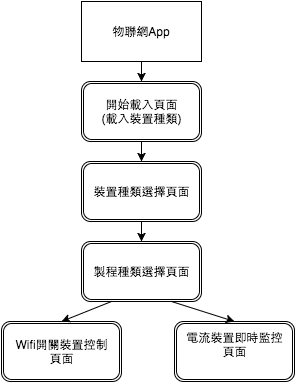 物聯網App
開始載入頁面
(載入裝置種類)
裝置種類選擇頁面
製程種類選擇頁面
Wifi開關裝置控制
頁面
電流裝置即時監控
頁面